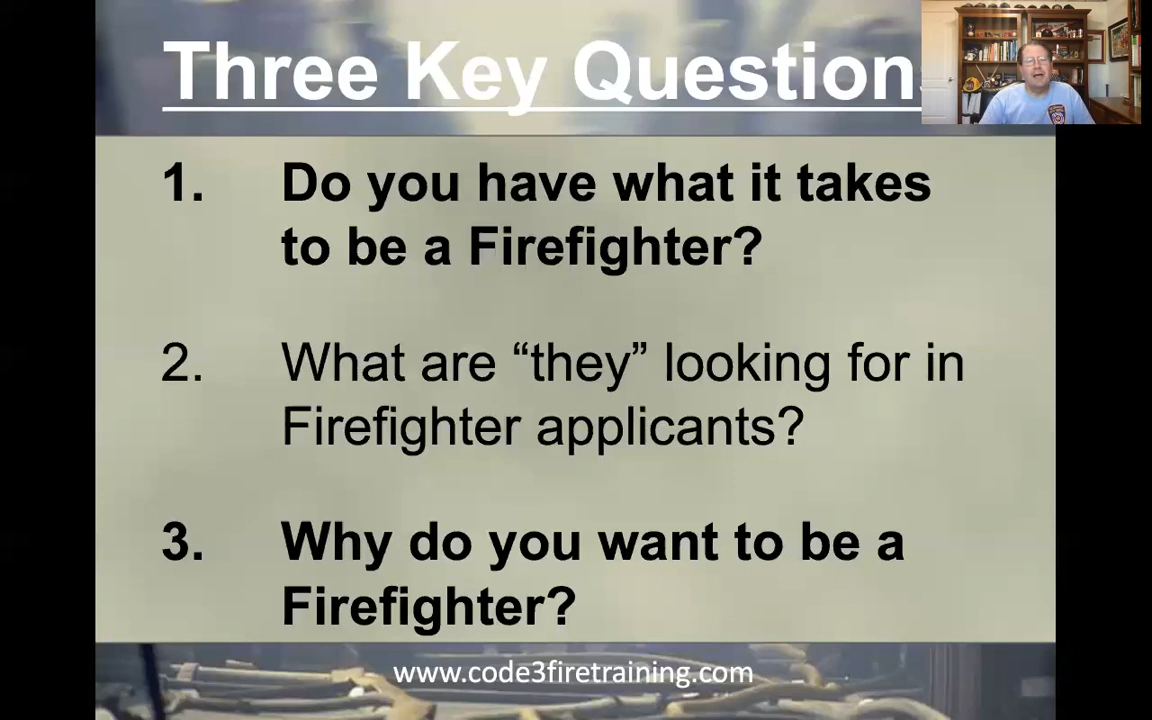 Three Key Question
1. Do you have what it takes
to be a Firefighter?
2. What are “they” looking for in
Firefighter applicants?
3. Why do you want to be a
Firefighter?
www.code3firetraining.com